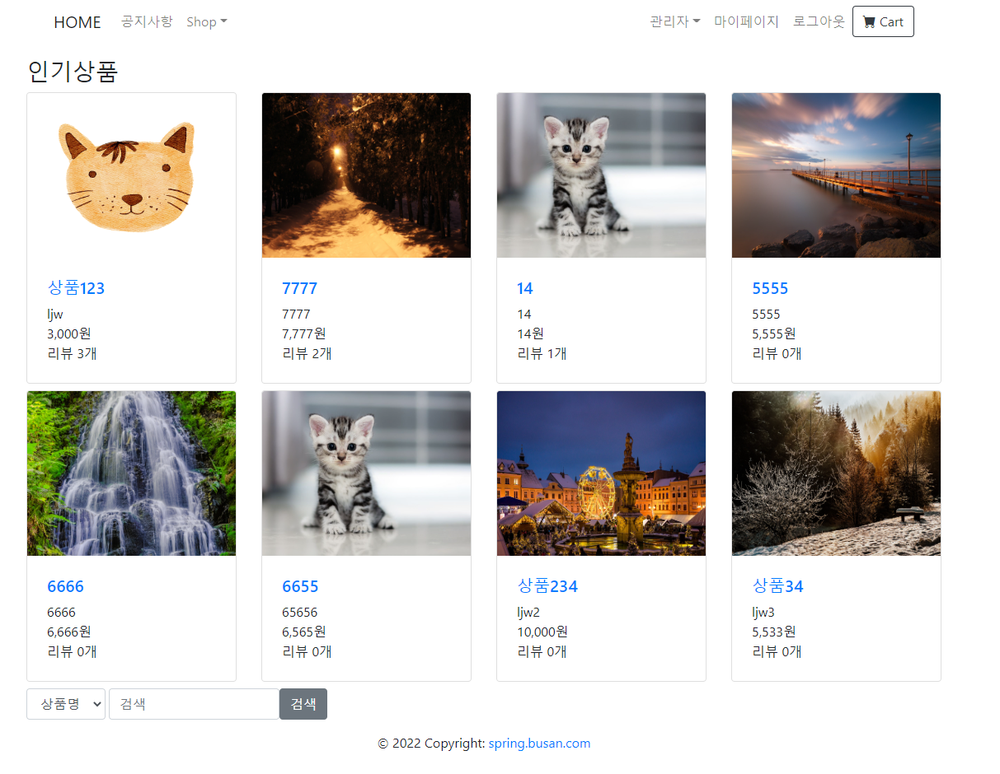 HOME 공지사항 Shop 관리자 마이페이지 로그아웃 Cart
인기상품
상품123
ljw
3,000원
리뷰 3개
7777
7777
7,777원
리뷰 2개
14
14
14원
리뷰 1개
5555
5555
5,555원
리뷰 0개
6666
6666
6,666원
리뷰 0개
6655
65656
6,565원
리뷰 0개
상품234
ljw2
10,000원
리뷰 0개
상품34
ljw3
5,533원
리뷰 0개
상품명 검색 검색
© 2022 Copyright: spring.busan.com